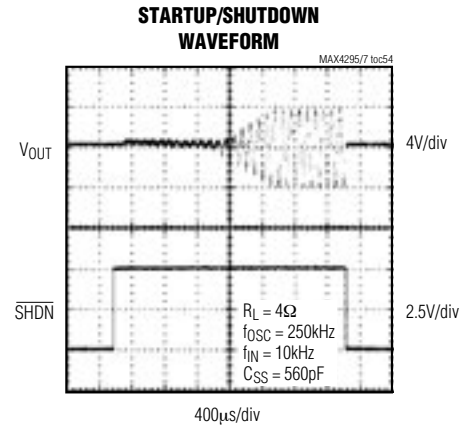 STARTUP/SHUTDOWN
WAVEFORM
MAX4295/7 toc54
VOUT
4V/div
SHDN
2.5V/div
RL = 4Ω
fOSC = 250kHz
fIN = 10kHz
CSS = 560pF
400μs/div